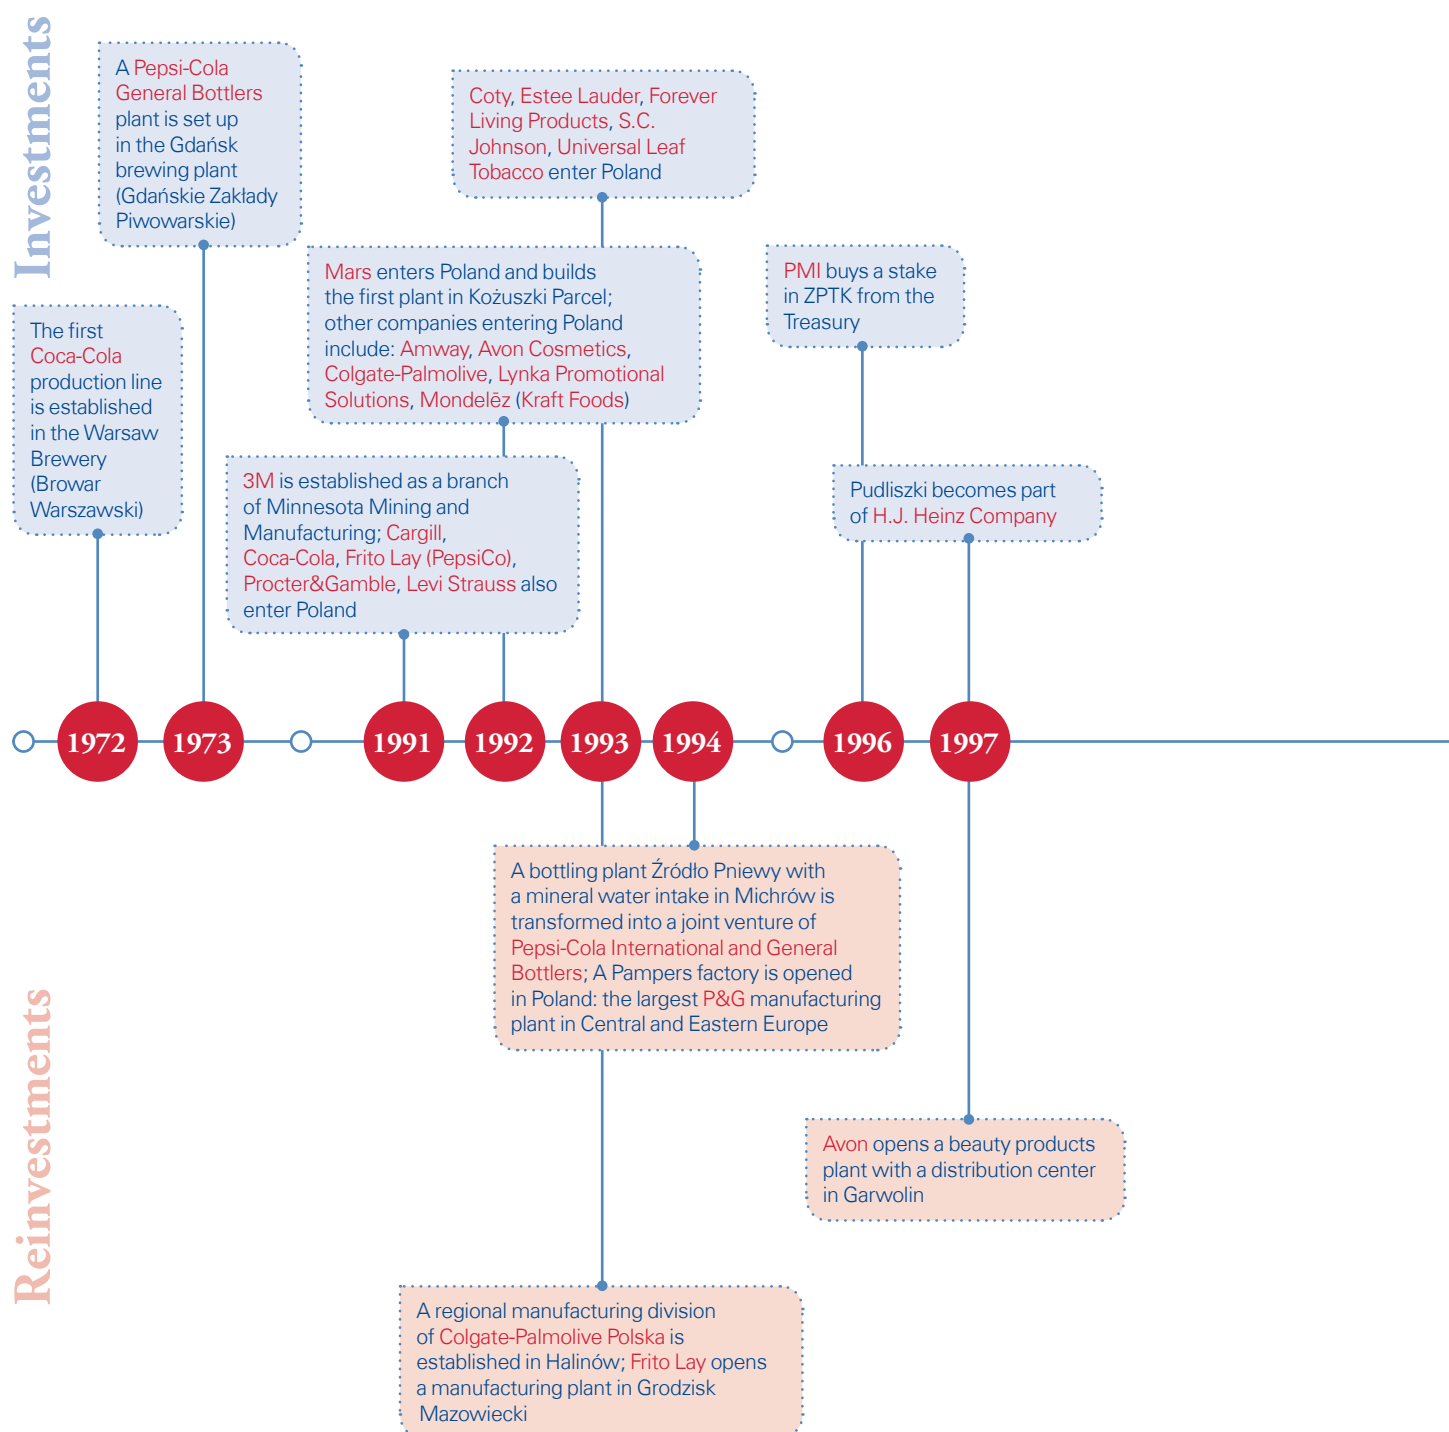 Investments
A Pepsi-Cola
General Bottlers
plant is set up
in the Gdańsk
brewing plant
(Gdańskie Zakłady
Piwowarskie)
Coty, Estee Lauder, Forever
Living Products, S.C.
Johnson, Universal Leaf
Tobacco enter Poland
Mars enters Poland and builds
the first plant in Kożuszki Parcel;
other companies entering Poland
include: Amway, Avon Cosmetics,
Colgate-Palmolive, Lynka Promotional
Solutions, Mondelēz (Kraft Foods)
PMI buys a stake
in ZPTK from the
Treasury
The first
Coca-Cola
production line
is established
in the Warsaw
Brewery
(Browar
Warszawski)
3M is established as a branch
of Minnesota Mining and
Manufacturing; Cargill,
Coca-Cola, Frito Lay (PepsiCo),
Procter&Gamble, Levi Strauss also
enter Poland
Pudliszki becomes part
of H.J. Heinz Company
1972 1973 1991 1992 1993 1994 1996 1997
Reinvestments
A bottling plant Źródło Pniewy with
a mineral water intake in Michrów is
transformed into a joint venture of
Pepsi-Cola International and General
Bottlers; A Pampers factory is opened
in Poland: the largest P&G manufacturing
plant in Central and Eastern Europe
Avon opens a beauty products
plant with a distribution center
in Garwolin
A regional manufacturing division
of Colgate-Palmolive Polska is
established in Halinów; Frito Lay opens
a manufacturing plant in Grodzisk
Mazowiecki